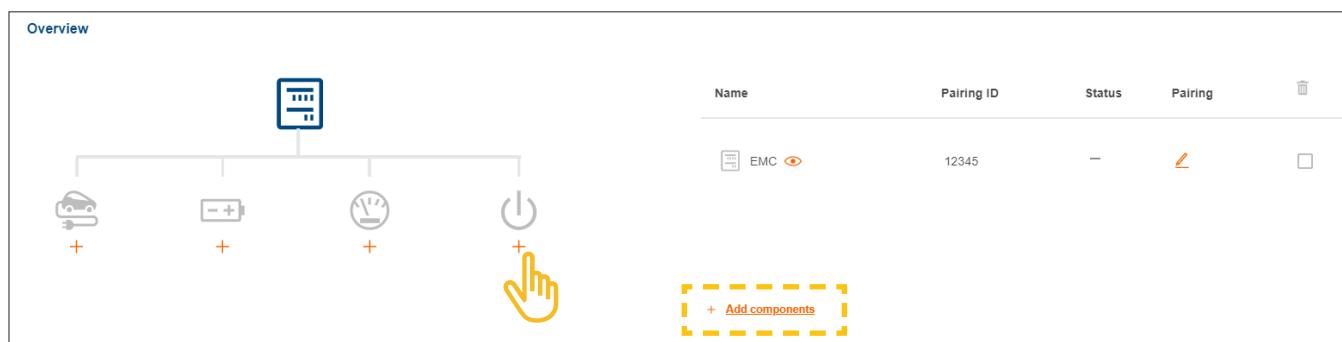 Overview
Name Pairing ID Status Pairing
EMC 12345 –
+ + + +
+ Add components